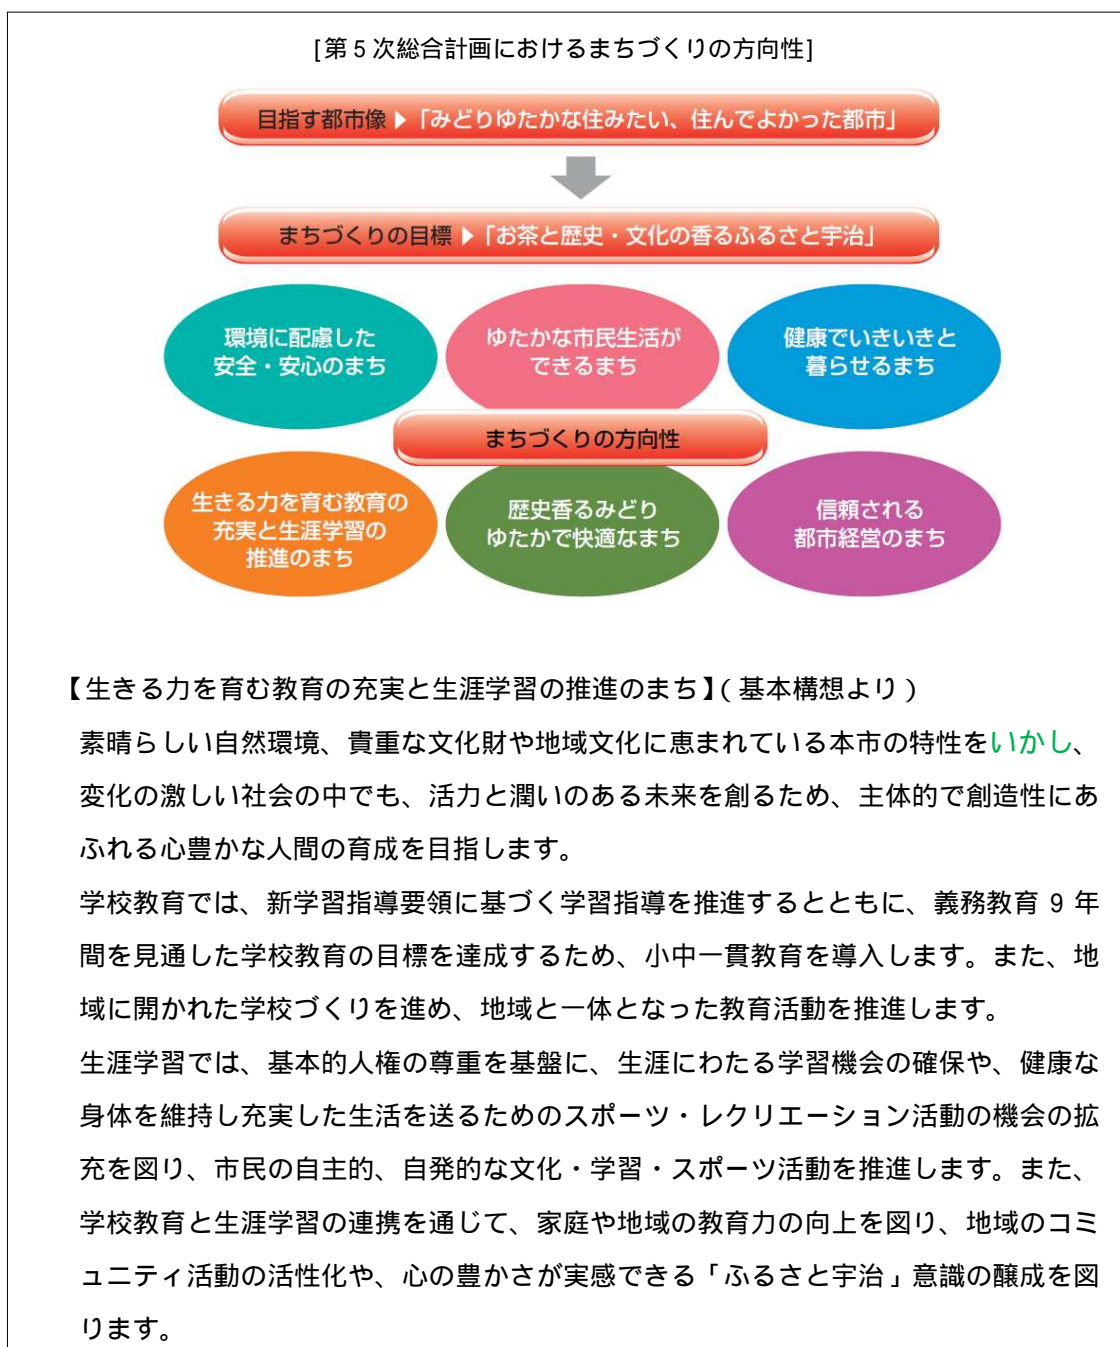 [第５次総合計画におけるまちづくりの方向性]
目指す都市像▶「みどりゆたかな住みたい、住んでよかった都市」
まちづくりの目標▶「お茶と歴史・文化の香るふるさと宇治」
環境に配慮した
安全・安心のまち
ゆたかな市民生活が
できるまち
健康でいきいきと
暮らせるまち
まちづくりの方向性
生きる力を育む教育の
充実と生涯学習の
推進のまち
歴史香るみどり
ゆたかで快適なまち
信頼される
都市経営のまち
【生きる力を育む教育の充実と生涯学習の推進のまち】(基本構想より)
素晴らしい自然環境、貴重な文化財や地域文化に恵まれている本市の特性をいかし、
変化の激しい社会の中でも、活力と潤いのある未来を創るため、主体的で創造性にあ
ふれる心豊かな人間の育成を目指します。
学校教育では、新学習指導要領に基づく学習指導を推進するとともに、義務教育 9 年
間を見通した学校教育の目標を達成するため、小中一貫教育を導入します。また、地
域に開かれた学校づくりを進め、地域と一体となった教育活動を推進します。
生涯学習では、基本的人権の尊重を基盤に、生涯にわたる学習機会の確保や、健康な
身体を維持し充実した生活を送るためのスポーツ・レクリエーション活動の機会の拡
充を図り、市民の自主的、自発的な文化・学習・スポーツ活動を推進します。また、
学校教育と生涯学習の連携を通じて、家庭や地域の教育力の向上を図り、地域のコミ
ュニティ活動の活性化や、心の豊かさが実感できる「ふるさと宇治」意識の醸成を図
ります。